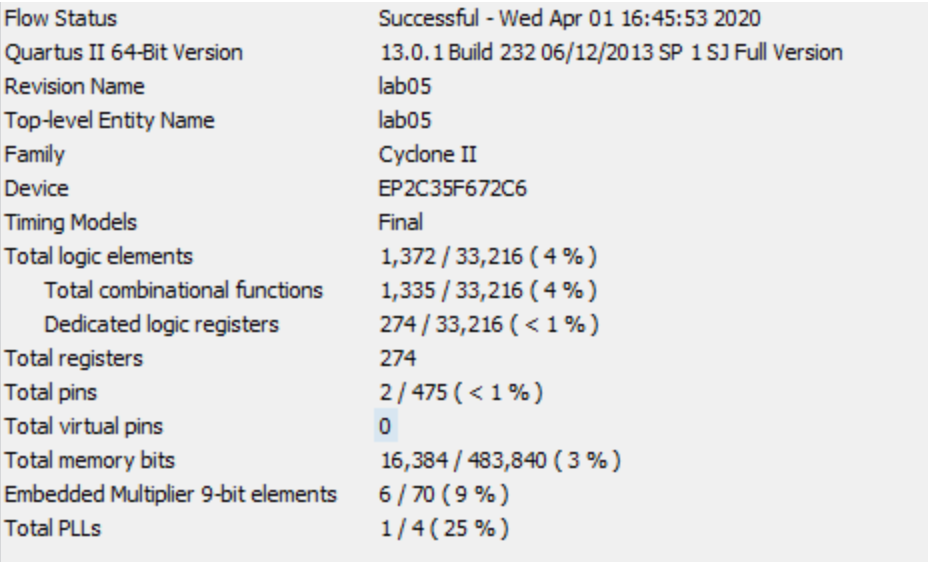 Flow Status Successful - Wed Apr 01 16:45:53 2020
Quartus II 64-Bit Version 13.0.1 Build 232 06/12/2013 SP 1 SJ Full Version
Revision Name lab05
Top-level Entity Name lab05
Family Cyclone II
Device EP2C35F672C6
Timing Models Final
Total logic elements 1,372 / 33,216 ( 4 % )
Total combinational functions 1,335 / 33,216 ( 4 % )
Dedicated logic registers 274 / 33,216 ( < 1 % )
Total registers 274
Total pins 2 / 475 ( < 1 % )
Total virtual pins 0
Total memory bits 16,384 / 483,840 ( 3 % )
Embedded Multiplier 9-bit elements 6 / 70 ( 9 % )
Total PLLs 1 / 4 ( 25 % )